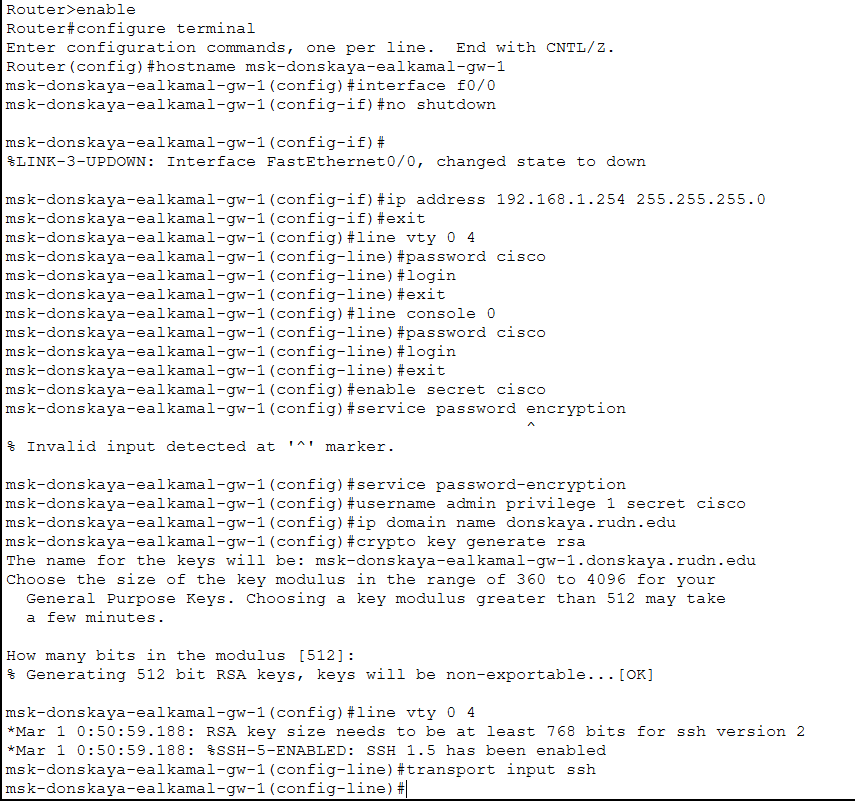 Router>enable
Router#configure terminal
Enter configuration commands, one per line.  End with CNTL/Z.
Router(config)#hostname msk-donskaya-ealkamal-gw-1
msk-donskaya-ealkamal-gw-1(config)#interface f0/0
msk-donskaya-ealkamal-gw-1(config-if)#no shutdown

msk-donskaya-ealkamal-gw-1(config-if)#
%LINK-3-UPDOWN: Interface FastEthernet0/0, changed state to down

msk-donskaya-ealkamal-gw-1(config-if)#ip address 192.168.1.254 255.255.255.0
msk-donskaya-ealkamal-gw-1(config-if)#exit
msk-donskaya-ealkamal-gw-1(config)#line vty 0 4
msk-donskaya-ealkamal-gw-1(config-line)#password cisco
msk-donskaya-ealkamal-gw-1(config-line)#login
msk-donskaya-ealkamal-gw-1(config-line)#exit
msk-donskaya-ealkamal-gw-1(config)#line console 0
msk-donskaya-ealkamal-gw-1(config-line)#password cisco
msk-donskaya-ealkamal-gw-1(config-line)#login
msk-donskaya-ealkamal-gw-1(config-line)#exit
msk-donskaya-ealkamal-gw-1(config)#enable secret cisco
msk-donskaya-ealkamal-gw-1(config)#service password encryption
                                                    ^
% Invalid input detected at '^' marker.

msk-donskaya-ealkamal-gw-1(config)#service password-encryption
msk-donskaya-ealkamal-gw-1(config)#username admin privilege 1 secret cisco
msk-donskaya-ealkamal-gw-1(config)#ip domain name donskaya.rudn.edu
msk-donskaya-ealkamal-gw-1(config)#crypto key generate rsa
The name for the keys will be: msk-donskaya-ealkamal-gw-1.donskaya.rudn.edu
Choose the size of the key modulus in the range of 360 to 4096 for your
  General Purpose Keys. Choosing a key modulus greater than 512 may take
  a few minutes.

How many bits in the modulus [512]:
% Generating 512 bit RSA keys, keys will be non-exportable...[OK]

msk-donskaya-ealkamal-gw-1(config)#line vty 0 4
*Mar 1 0:50:59.188: RSA key size needs to be at least 768 bits for ssh version 2
*Mar 1 0:50:59.188: %SSH-5-ENABLED: SSH 1.5 has been enabled
msk-donskaya-ealkamal-gw-1(config-line)#transport input ssh
msk-donskaya-ealkamal-gw-1(config-line)#